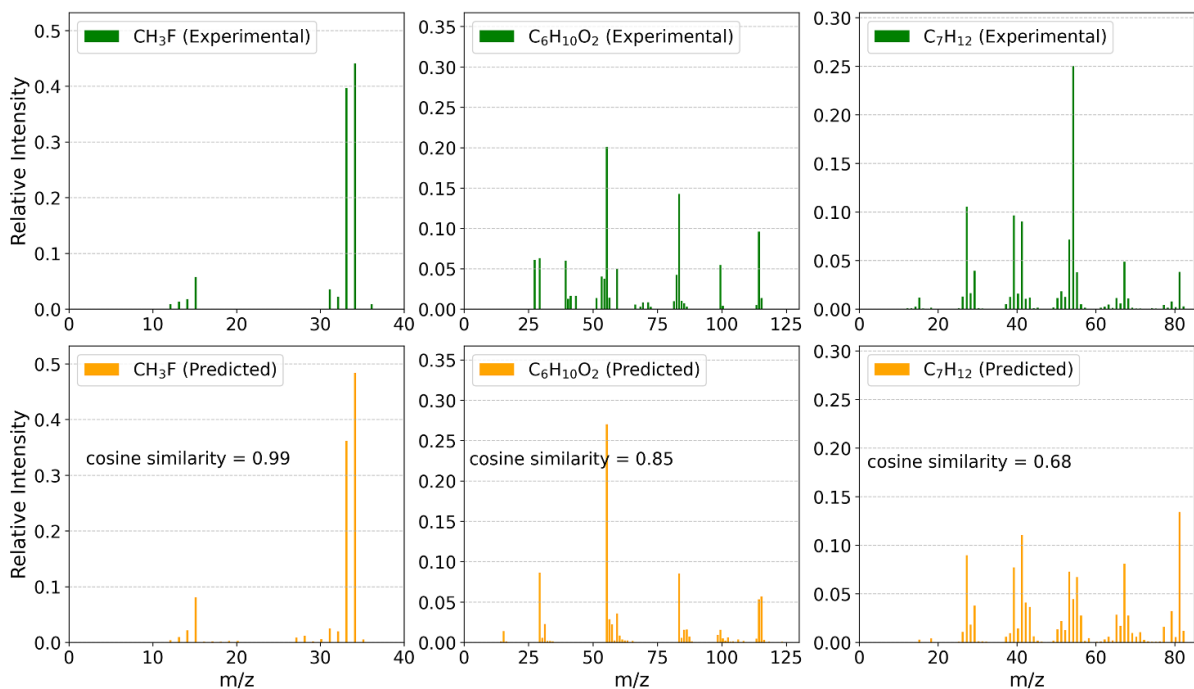 CH₃F (Experimental)
C₆H₁₀O₂ (Experimental)
C₇H₁₂ (Experimental)
Relative Intensity
0.5
0.4
0.3
0.2
0.1
0.0
0 10 20 30 40
0.35
0.30
0.25
0.20
0.15
0.10
0.05
0.00
0 25 50 75 100 125
0.30
0.25
0.20
0.15
0.10
0.05
0.00
0 20 40 60 80
CH₃F (Predicted)
C₆H₁₀O₂ (Predicted)
C₇H₁₂ (Predicted)
cosine similarity = 0.99
cosine similarity = 0.85
cosine similarity = 0.68
Relative Intensity
0.5
0.4
0.3
0.2
0.1
0.0
0 10 20 30 40
m/z
0.35
0.30
0.25
0.20
0.15
0.10
0.05
0.00
0 25 50 75 100 125
m/z
0.30
0.25
0.20
0.15
0.10
0.05
0.00
0 20 40 60 80
m/z